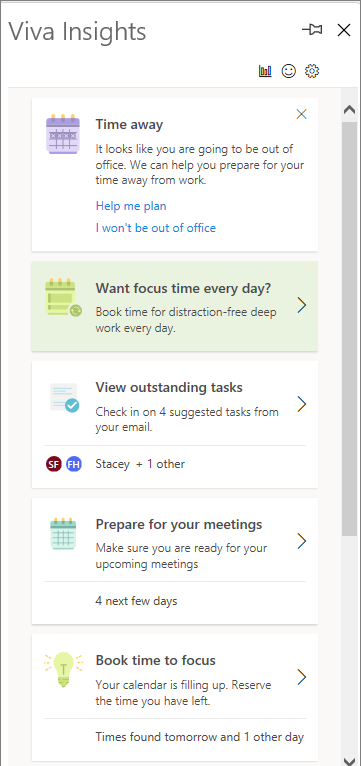 Viva Insights
Time away
It looks like you are going to be out of
office. We can help you prepare for your
time away from work.
Help me plan
I won't be out of office
Want focus time every day?
Book time for distraction-free deep
work every day.
View outstanding tasks
Check in on 4 suggested tasks from
your email.
SF FH Stacey + 1 other
Prepare for your meetings
Make sure you are ready for your
upcoming meetings
4 next few days
Book time to focus
Your calendar is filling up. Reserve
the time you have left.
Times found tomorrow and 1 other day